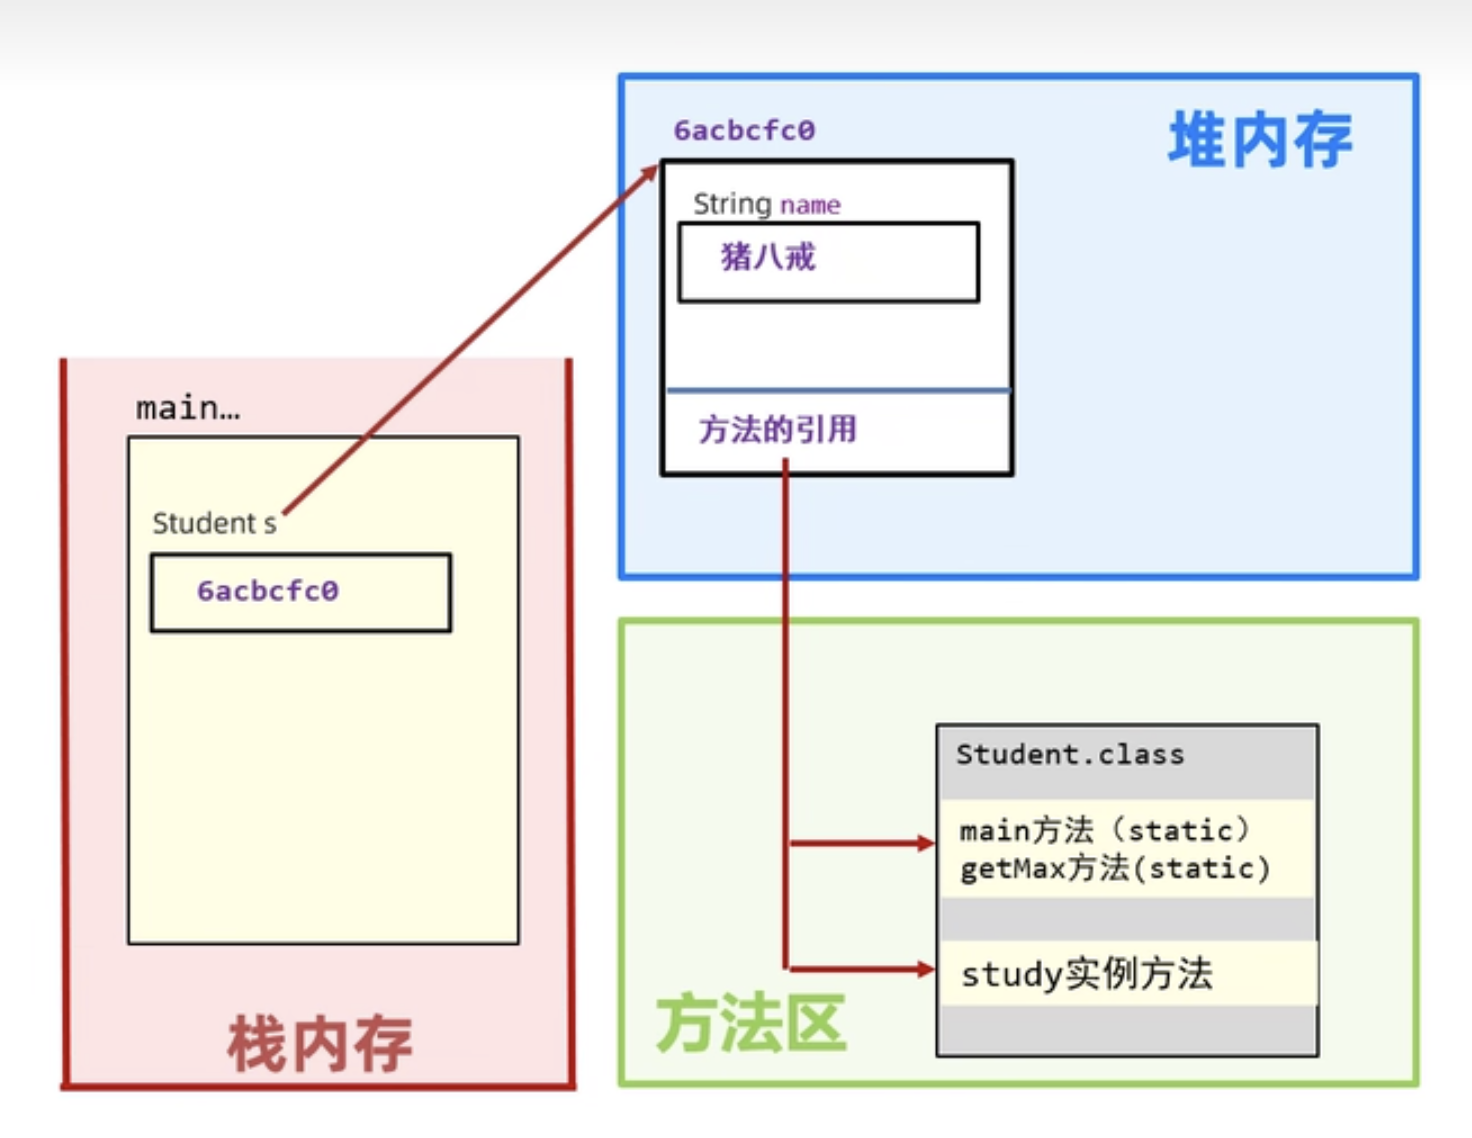 6acbcfc0
堆内存
String name
猪八戒
方法的引用
main…
Student s
6acbcfc0
栈内存
Student.class
main方法（static）
getMax方法(static)
study实例方法
方法区